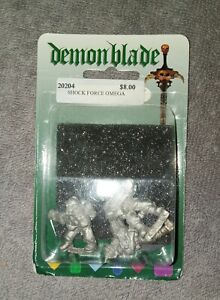 demonblade
20204 $8.00
SHOCK FORCE OMEGA